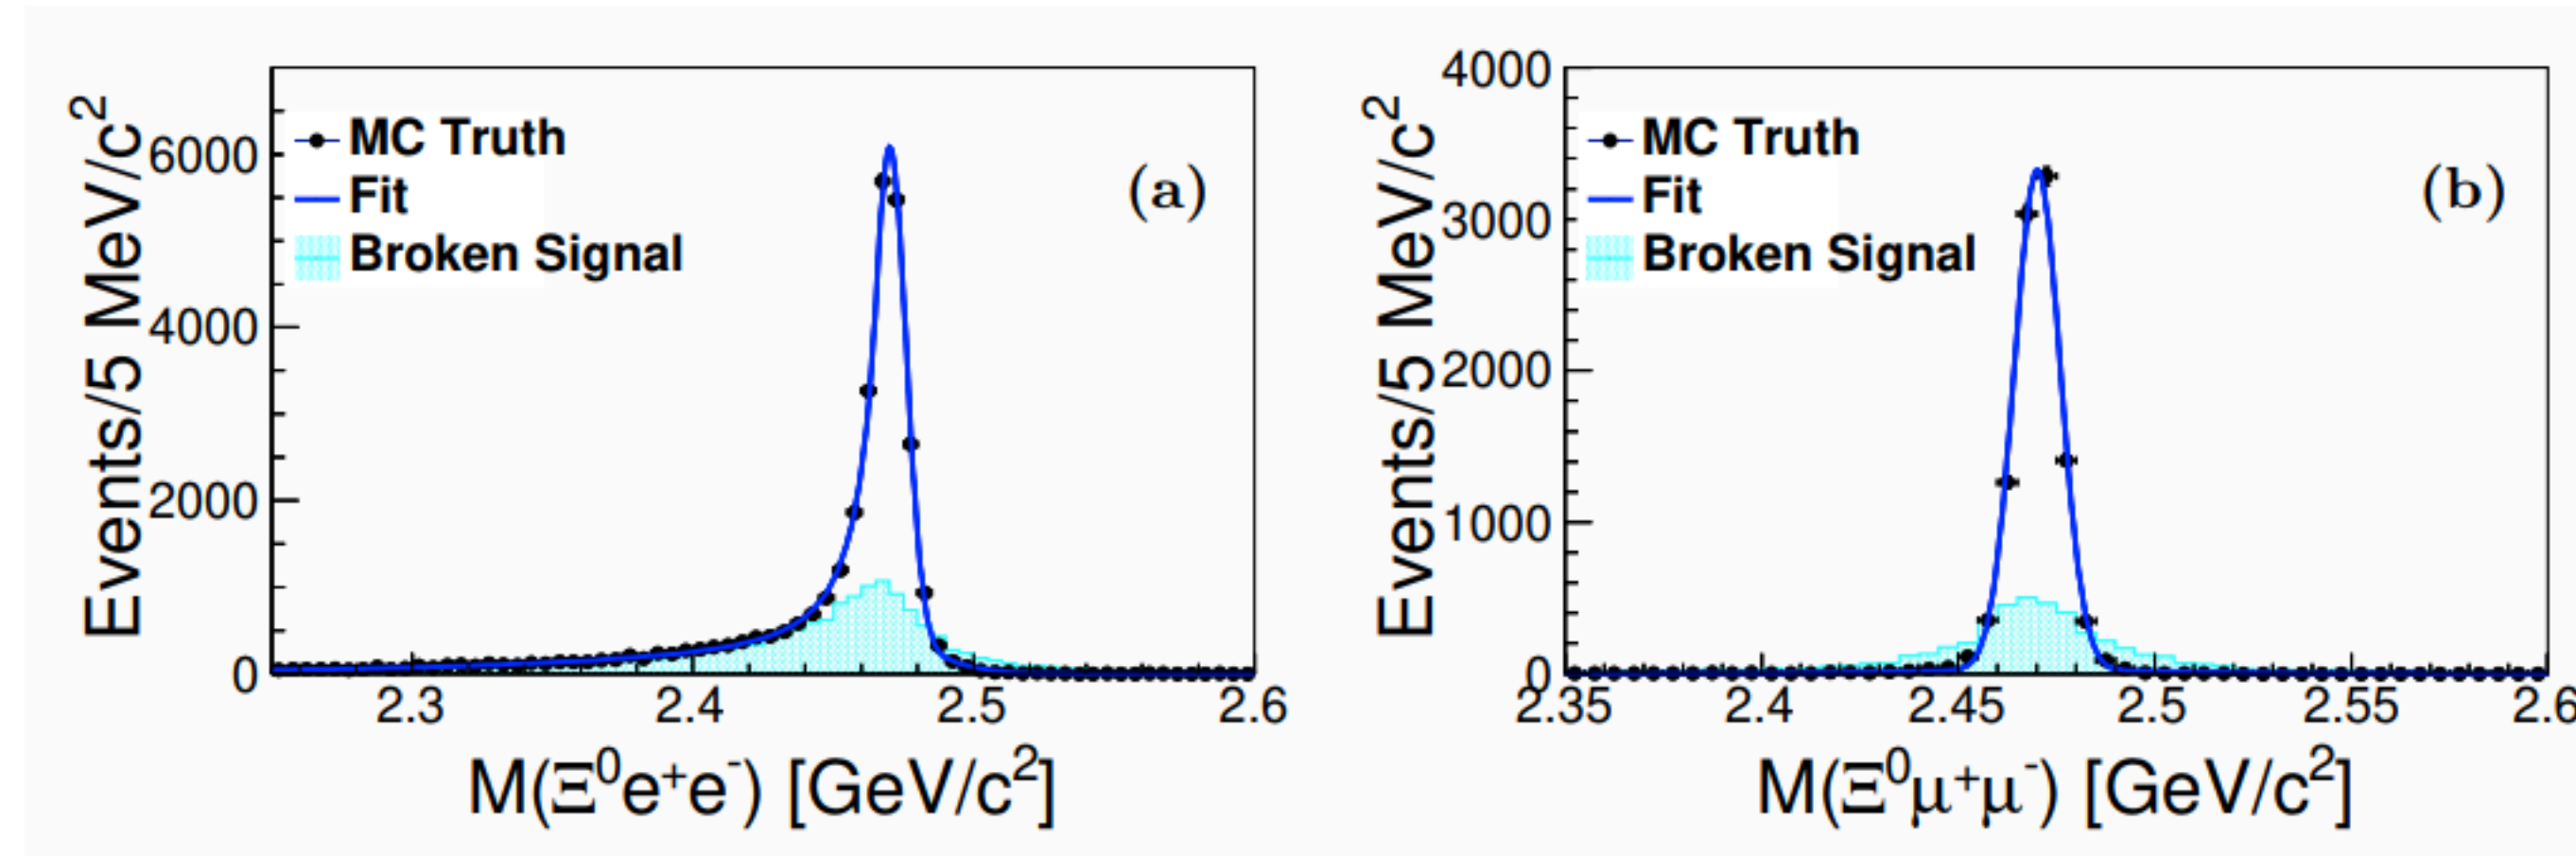 Events/5 MeV/c²
6000
4000
2000
0
MC Truth
Fit
Broken Signal
(a)
2.3 2.4 2.5 2.6
M(Ξ⁰e⁺e⁻) [GeV/c²]
Events/5 MeV/c²
4000
3000
2000
1000
0
MC Truth
Fit
Broken Signal
(b)
2.35 2.4 2.45 2.5 2.55 2.6
M(Ξ⁰μ⁺μ⁻) [GeV/c²]